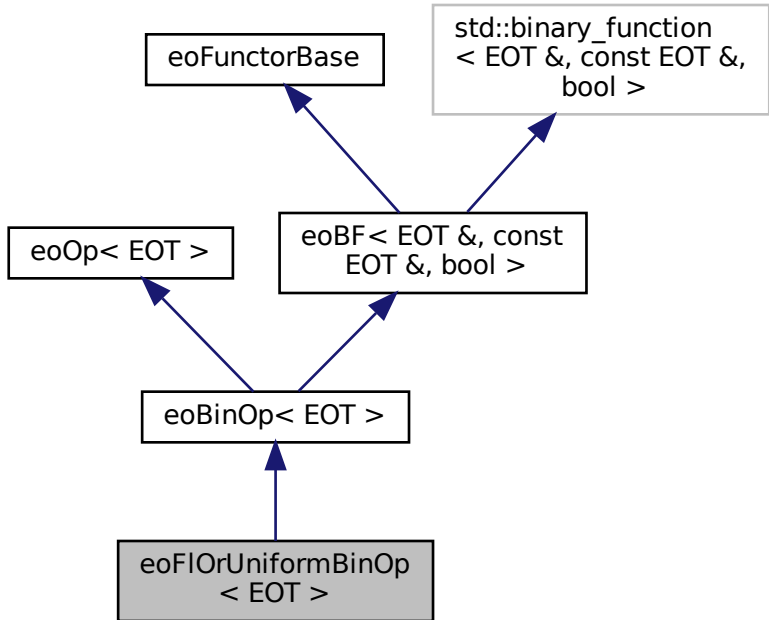 std::binary_function
< EOT &, const EOT &,
bool >
eoFunctorBase
eoBF< EOT &, const
EOT &, bool >
eoOp< EOT >
eoBinOp< EOT >
eoFlOrUniformBinOp
< EOT >